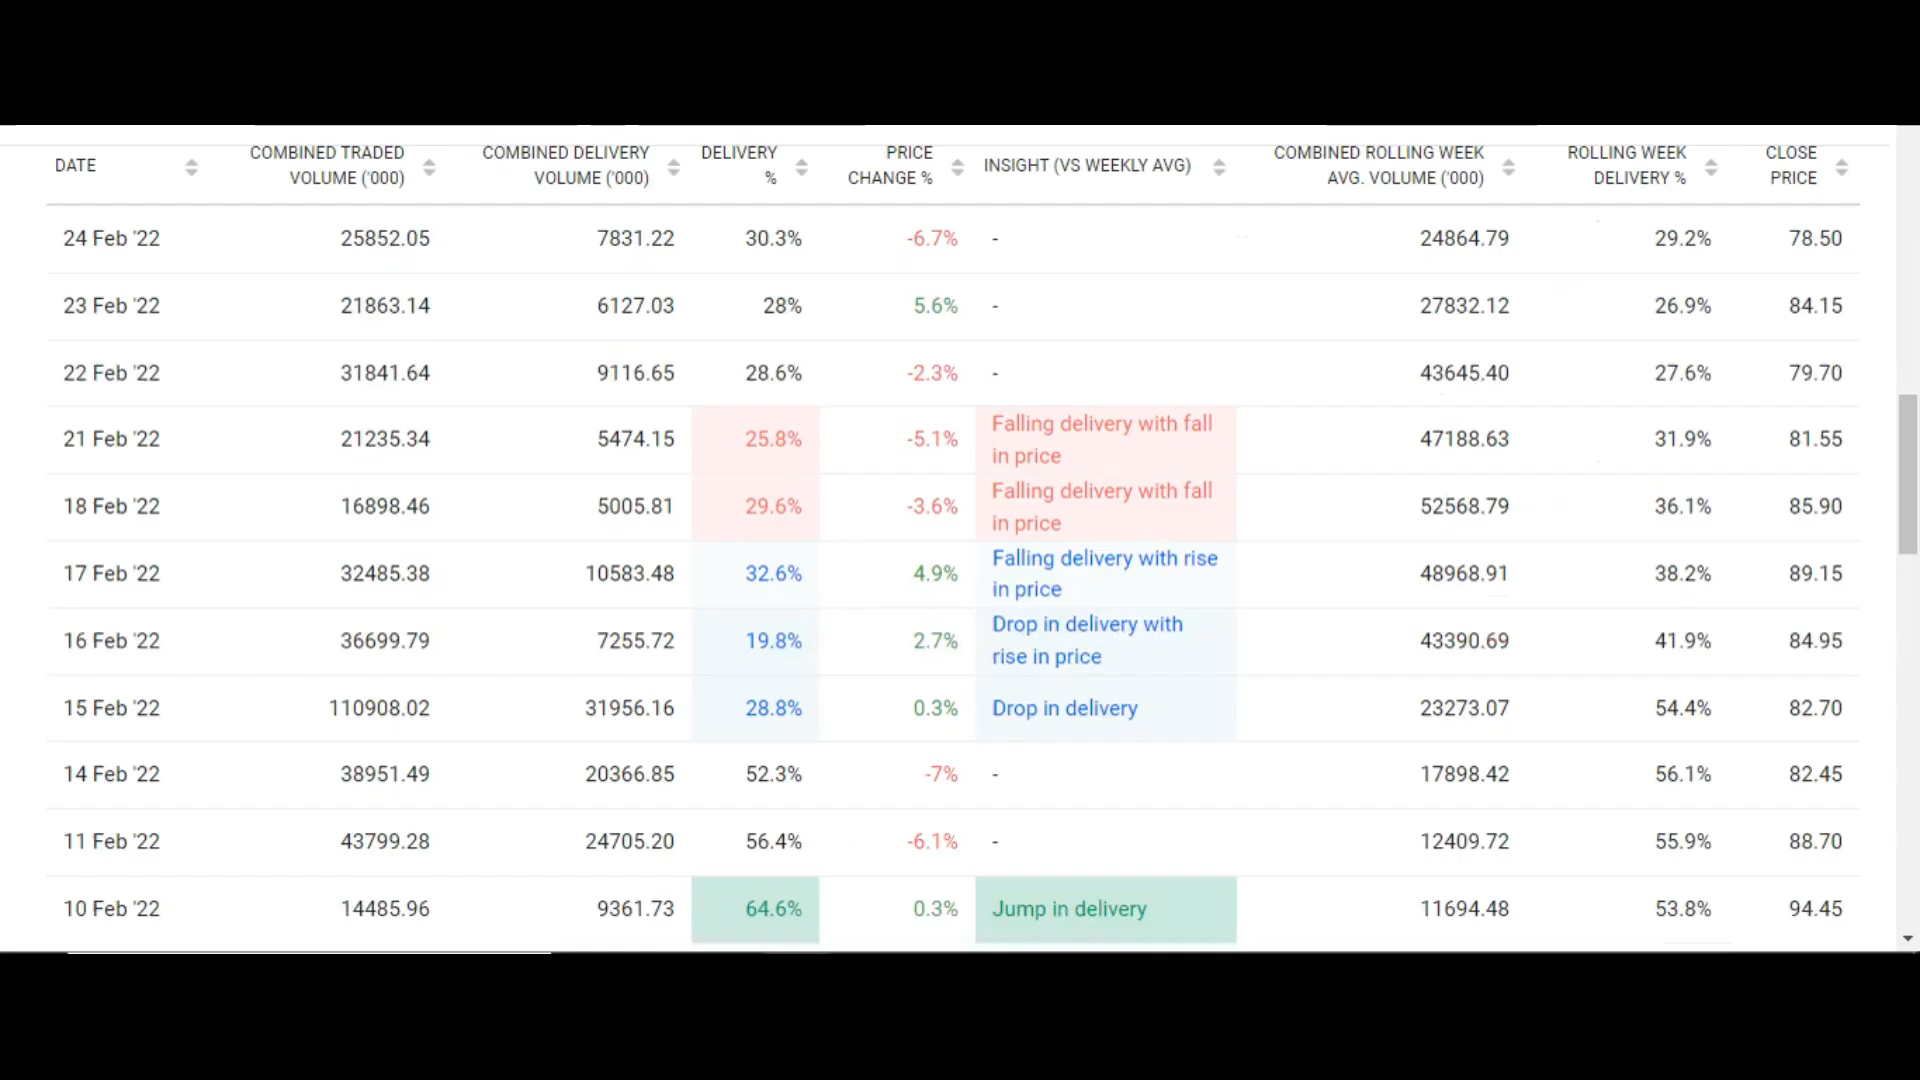 DATE COMBINED TRADED VOLUME ('000) COMBINED DELIVERY VOLUME ('000) DELIVERY % PRICE CHANGE % INSIGHT (VS WEEKLY AVG) COMBINED ROLLING WEEK AVG. VOLUME ('000) ROLLING WEEK DELIVERY % CLOSE PRICE
24 Feb '22 25852.05 7831.22 30.3% -6.7% - 24864.79 29.2% 78.50
23 Feb '22 21863.14 6127.03 28% 5.6% - 27832.12 26.9% 84.15
22 Feb '22 31841.64 9116.65 28.6% -2.3% - 43645.40 27.6% 79.70
21 Feb '22 21235.34 5474.15 25.8% -5.1% Falling delivery with fall in price 47188.63 31.9% 81.55
18 Feb '22 16898.46 5005.81 29.6% -3.6% Falling delivery with fall in price 52568.79 36.1% 85.90
17 Feb '22 32485.38 10583.48 32.6% 4.9% Falling delivery with rise in price 48968.91 38.2% 89.15
16 Feb '22 36699.79 7255.72 19.8% 2.7% Drop in delivery with rise in price 43390.69 41.9% 84.95
15 Feb '22 110908.02 31956.16 28.8% 0.3% Drop in delivery 23273.07 54.4% 82.70
14 Feb '22 38951.49 20366.85 52.3% -7% - 17898.42 56.1% 82.45
11 Feb '22 43799.28 24705.20 56.4% -6.1% - 12409.72 55.9% 88.70
10 Feb '22 14485.96 9361.73 64.6% 0.3% Jump in delivery 11694.48 53.8% 94.45